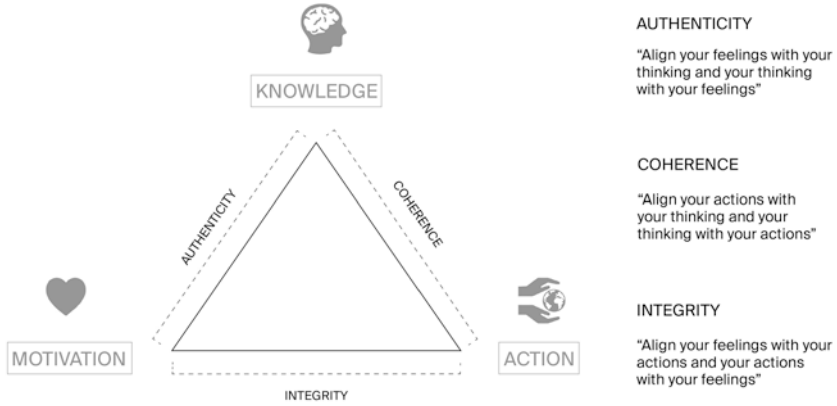 KNOWLEDGE
AUTHENTICITY
COHERENCE
MOTIVATION
ACTION
INTEGRITY
AUTHENTICITY
“Align your feelings with your
thinking and your thinking
with your feelings”
COHERENCE
“Align your actions with
your thinking and your
thinking with your actions”
INTEGRITY
“Align your feelings with your
actions and your actions
with your feelings”